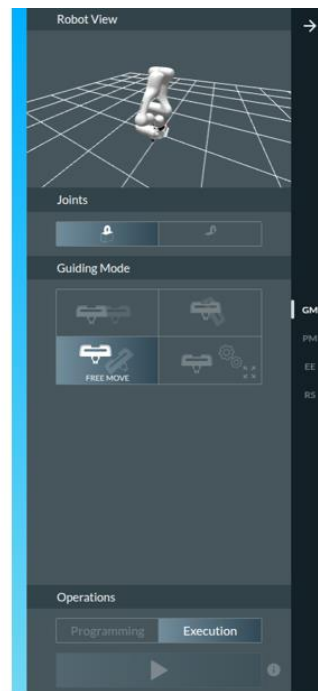 Robot View
Joints
Guiding Mode
FREE MOVE
GM
PM
EE
RS
Operations
Programming
Execution